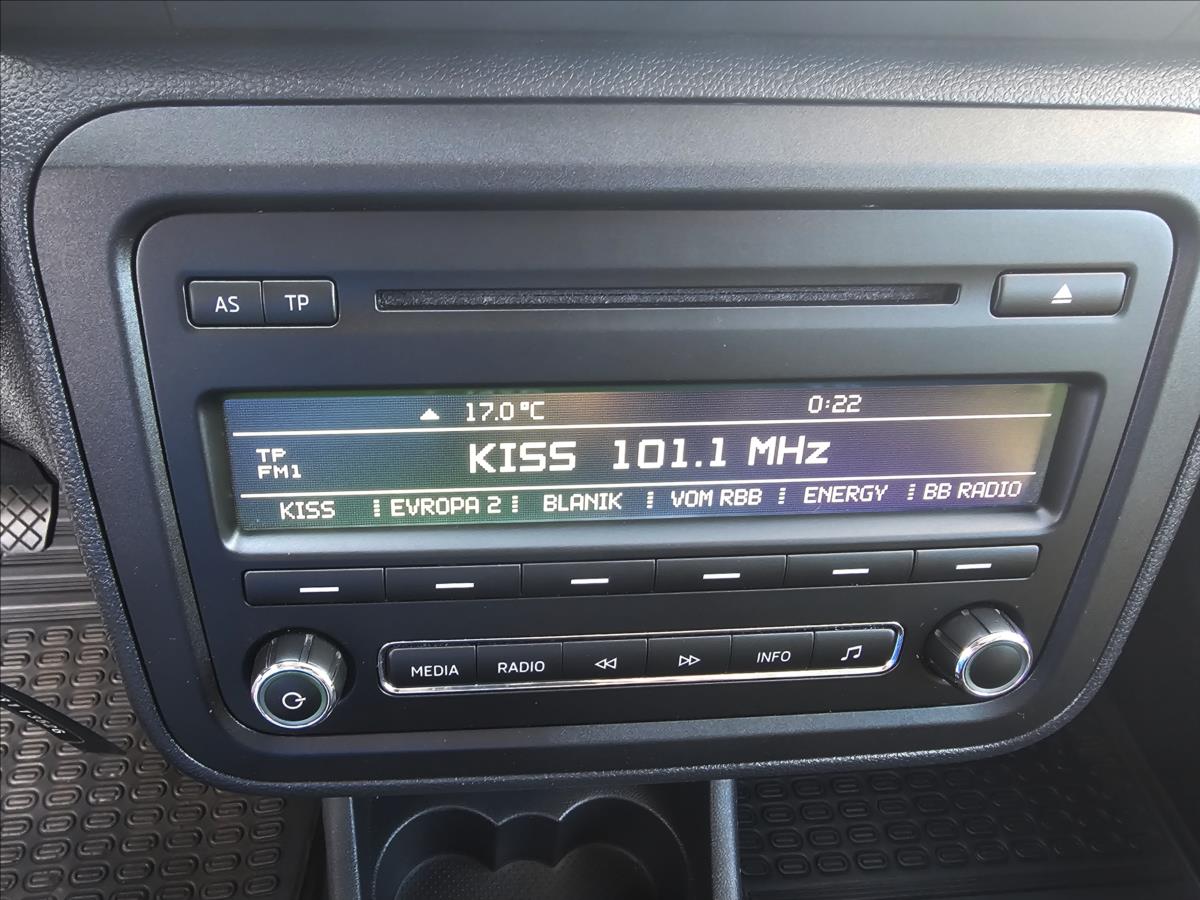 AS TP
17.0 °C 0:22
TP
FM1
KISS 101.1 MHz
KISS EVROPA 2 BLANIK VOM RBB ENERGY BB RADIO
MEDIA RADIO INFO